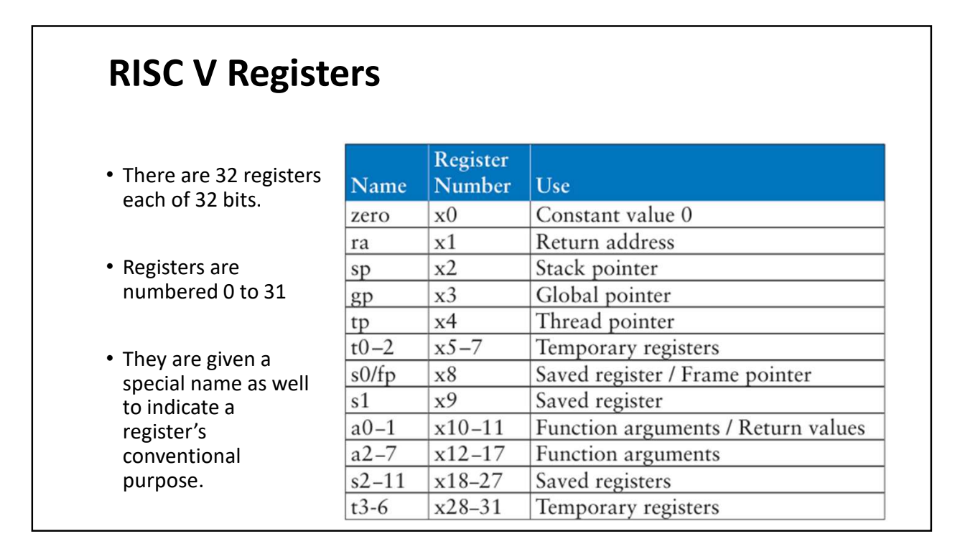 RISC V Registers
• There are 32 registers
each of 32 bits.
• Registers are
numbered 0 to 31
• They are given a
special name as well
to indicate a
register's
conventional
purpose.
Name Register Number Use
zero x0 Constant value 0
ra x1 Return address
sp x2 Stack pointer
gp x3 Global pointer
tp x4 Thread pointer
t0–2 x5–7 Temporary registers
s0/fp x8 Saved register / Frame pointer
s1 x9 Saved register
a0–1 x10–11 Function arguments / Return values
a2–7 x12–17 Function arguments
s2–11 x18–27 Saved registers
t3-6 x28–31 Temporary registers